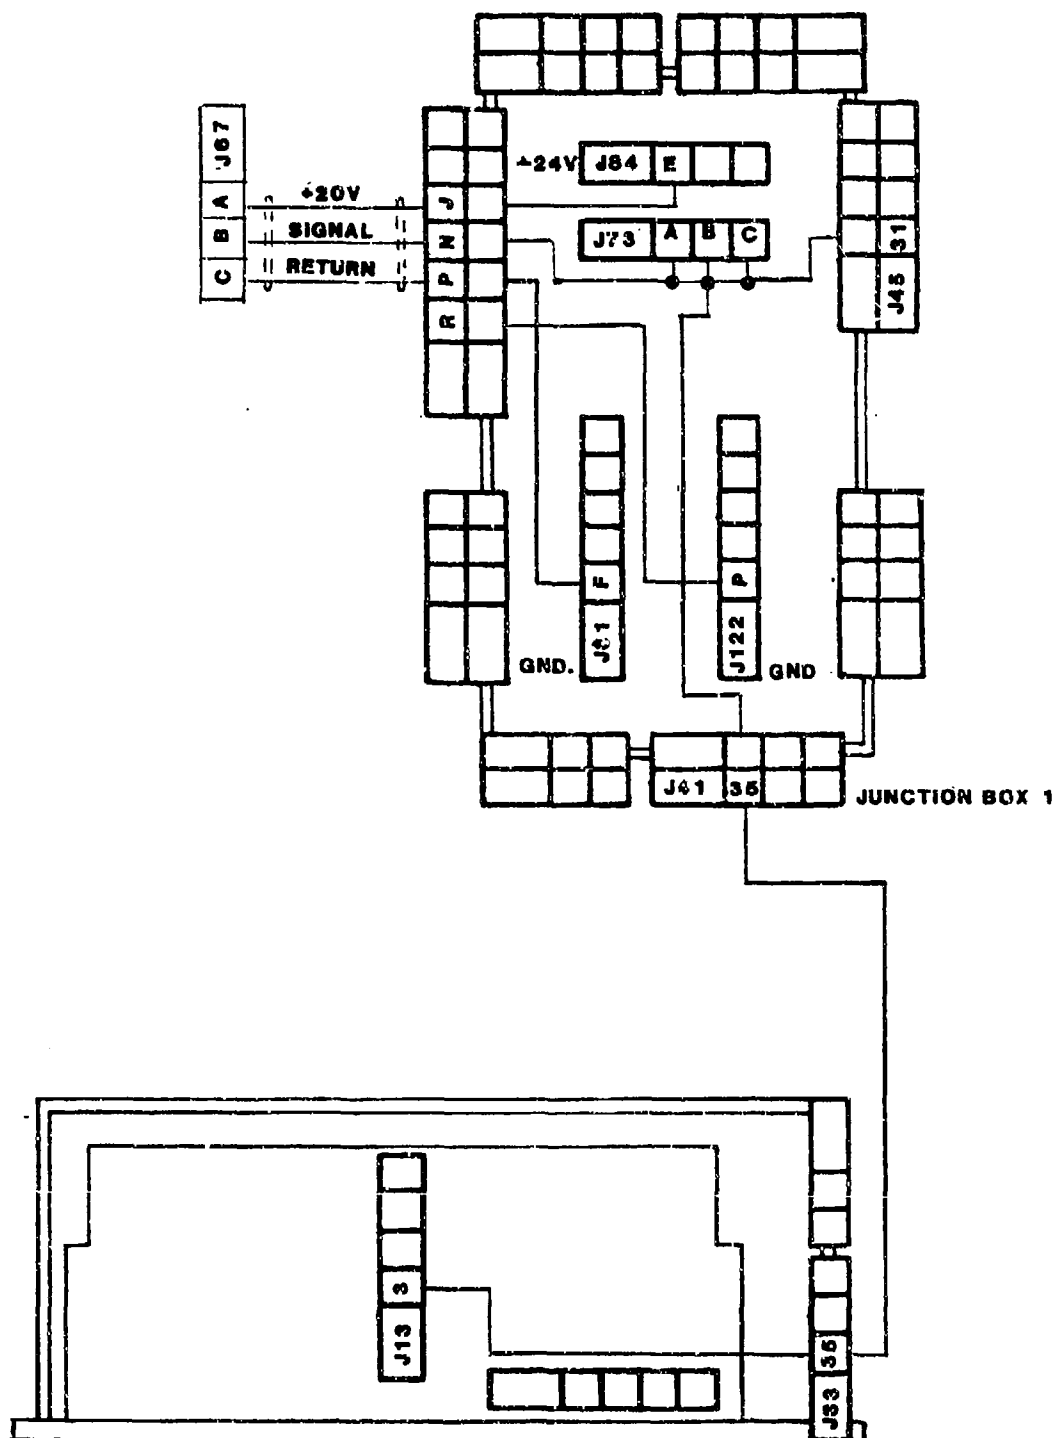 J67
A
B
C
+20V
SIGNAL
RETURN
J
N
P
R
+24V
J84
E
J73
A
B
C
31
J45
F
GND.
P
J122
GND
J41
35
JUNCTION BOX 1
J13
35
J33